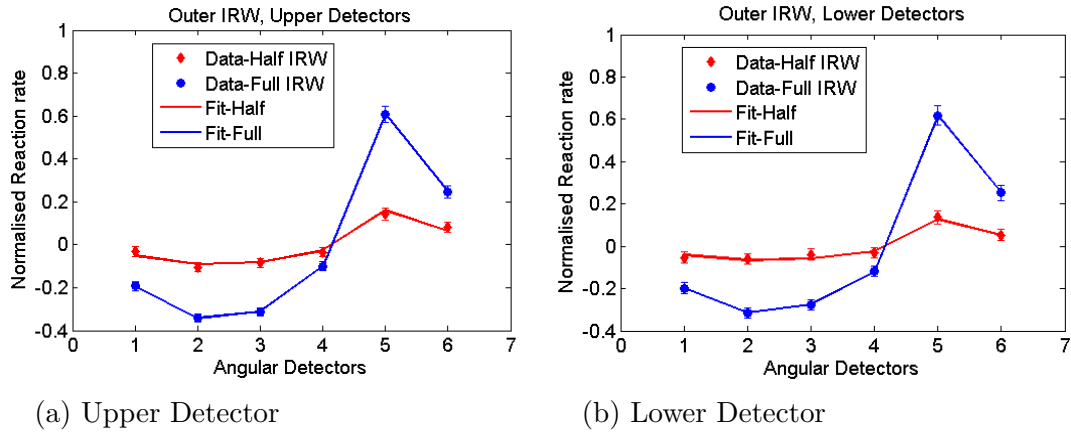 Outer IRW, Upper Detectors
Normalised Reaction rate
1
0.8
0.6
0.4
0.2
0
-0.2
-0.4
Data-Half IRW
Data-Full IRW
Fit-Half
Fit-Full
0 1 2 3 4 5 6 7
Angular Detectors
(a) Upper Detector
Outer IRW, Lower Detectors
Normalised Reaction rate
1
0.8
0.6
0.4
0.2
0
-0.2
-0.4
Data-Half IRW
Data-Full IRW
Fit-Half
Fit-Full
0 1 2 3 4 5 6 7
Angular Detectors
(b) Lower Detector